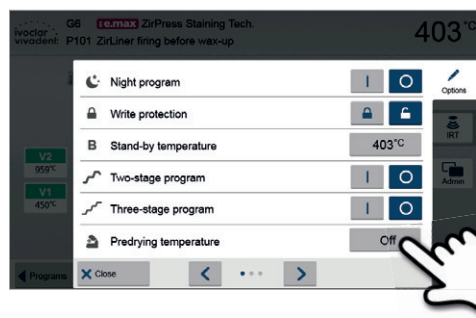 ivoclar vivadent:
G6 IPS e.max ZirPress Staining Tech.
P101 ZirLiner firing before wax-up
403°C
Night program
Options
Write protection
IRT
B Stand-by temperature 403°C
V2
959°C
Two-stage program
Admin
V1
450°C
Three-stage program
Predrying temperature Off
Programs
Close